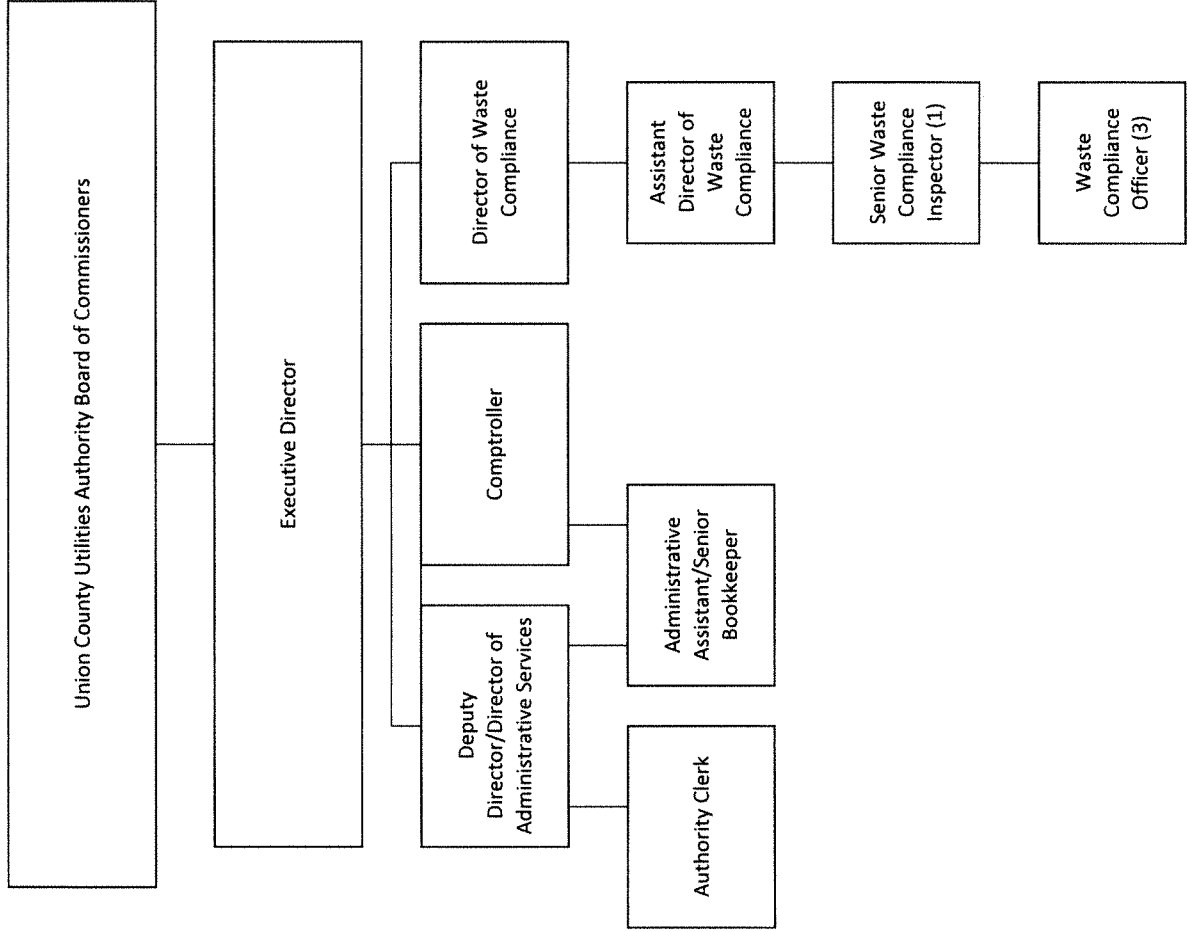 Union County Utilities Authority Board of Commissioners
Executive Director
Deputy
Director/Director of
Administrative Services
Comptroller
Director of Waste
Compliance
Authority Clerk
Administrative
Assistant/Senior
Bookkeeper
Assistant
Director of
Waste
Compliance
Senior Waste
Compliance
Inspector (1)
Waste
Compliance
Officer (3)